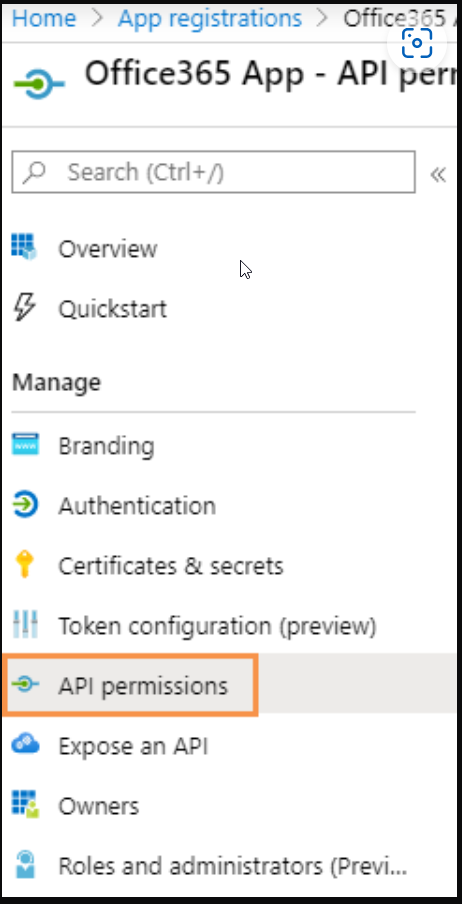 Home > App registrations > Office365 A
Office365 App - API perm
Search (Ctrl+/)
«
Overview
Quickstart
Manage
Branding
Authentication
Certificates & secrets
Token configuration (preview)
API permissions
Expose an API
Owners
Roles and administrators (Previ...